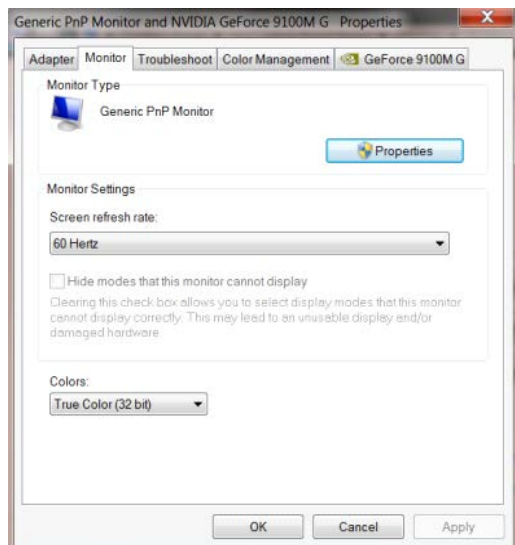 Generic PnP Monitor and NVIDIA GeForce 9100M G Properties
X
Adapter Monitor Troubleshoot Color Management GeForce 9100M G
Monitor Type
Generic PnP Monitor
Properties
Monitor Settings
Screen refresh rate:
60 Hertz
Hide modes that this monitor cannot display
Clearing this check box allows you to select display modes that this monitor
cannot display correctly. This may lead to an unusable display and/or
damaged hardware.
Colors:
True Color (32 bit)
OK Cancel Apply